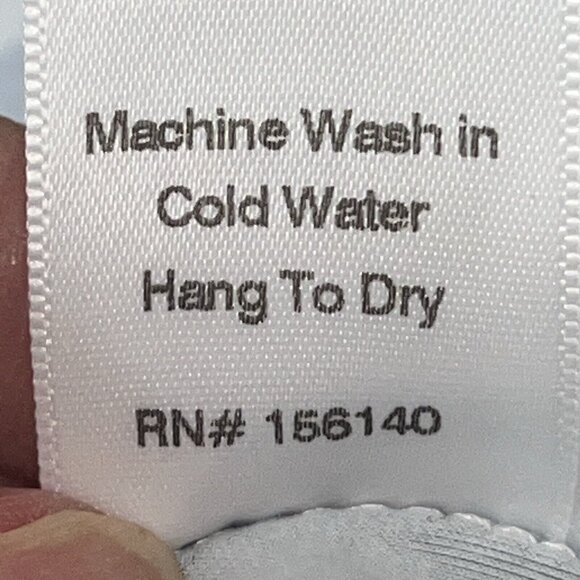 Machine Wash in
Cold Water
Hang To Dry
RN# 156140